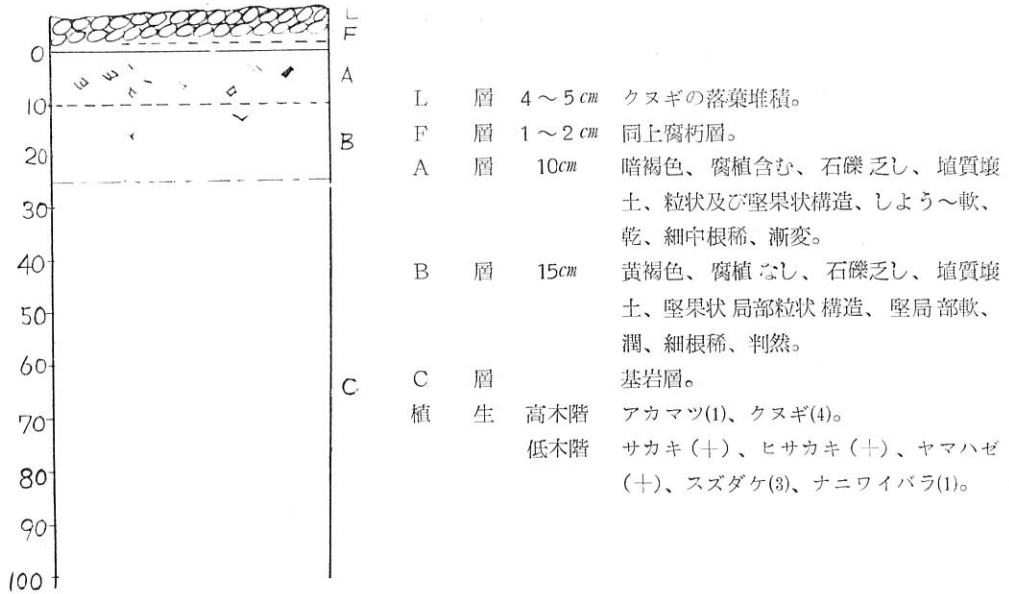 L
F
A
B
C
0
10
20
30
40
50
60
70
80
90
100
L 層 4～5cm クヌギの落葉堆積。
F 層 1～2cm 同上腐朽層。
A 層 10cm 暗褐色、腐植含む、石礫乏し、埴質壌
土、粒状及び堅果状構造、しよう～軟、
乾、細中根稀、漸変。
B 層 15cm 黄褐色、腐植なし、石礫乏し、埴質壌
土、堅果状局部粒状構造、堅局部軟、
潤、細根稀、判然。
C 層 基岩層。
植 生 高木階 アカマツ(1)、クヌギ(4)。
低木階 サカキ(＋)、ヒサカキ(＋)、ヤマハゼ
(＋)、スズダケ(3)、ナニワイバラ(1)。